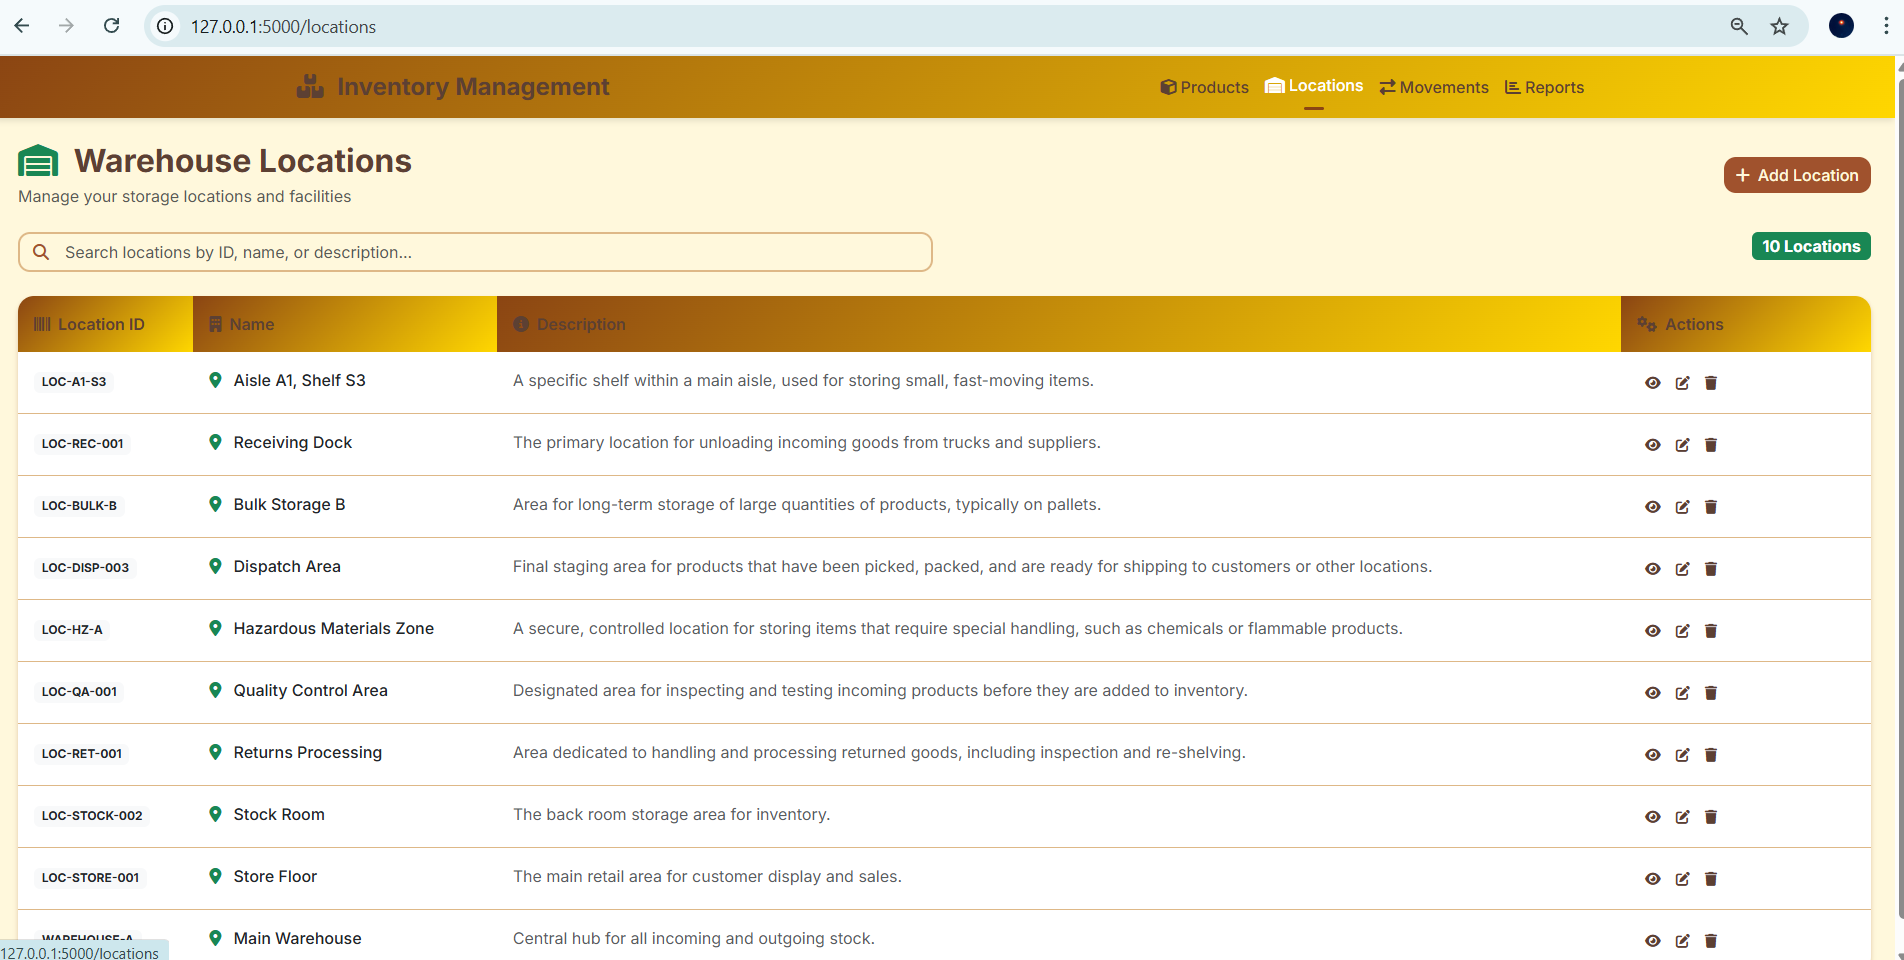 127.0.0.1:5000/locations
Inventory Management
Products Locations Movements Reports
Warehouse Locations
Manage your storage locations and facilities
+ Add Location
Search locations by ID, name, or description...
10 Locations
Location ID Name Description Actions
LOC-A1-S3 Aisle A1, Shelf S3 A specific shelf within a main aisle, used for storing small, fast-moving items.
LOC-REC-001 Receiving Dock The primary location for unloading incoming goods from trucks and suppliers.
LOC-BULK-B Bulk Storage B Area for long-term storage of large quantities of products, typically on pallets.
LOC-DISP-003 Dispatch Area Final staging area for products that have been picked, packed, and are ready for shipping to customers or other locations.
LOC-HZ-A Hazardous Materials Zone A secure, controlled location for storing items that require special handling, such as chemicals or flammable products.
LOC-QA-001 Quality Control Area Designated area for inspecting and testing incoming products before they are added to inventory.
LOC-RET-001 Returns Processing Area dedicated to handling and processing returned goods, including inspection and re-shelving.
LOC-STOCK-002 Stock Room The back room storage area for inventory.
LOC-STORE-001 Store Floor The main retail area for customer display and sales.
WAREHOUSE-A Main Warehouse Central hub for all incoming and outgoing stock.
127.0.0.1:5000/locations